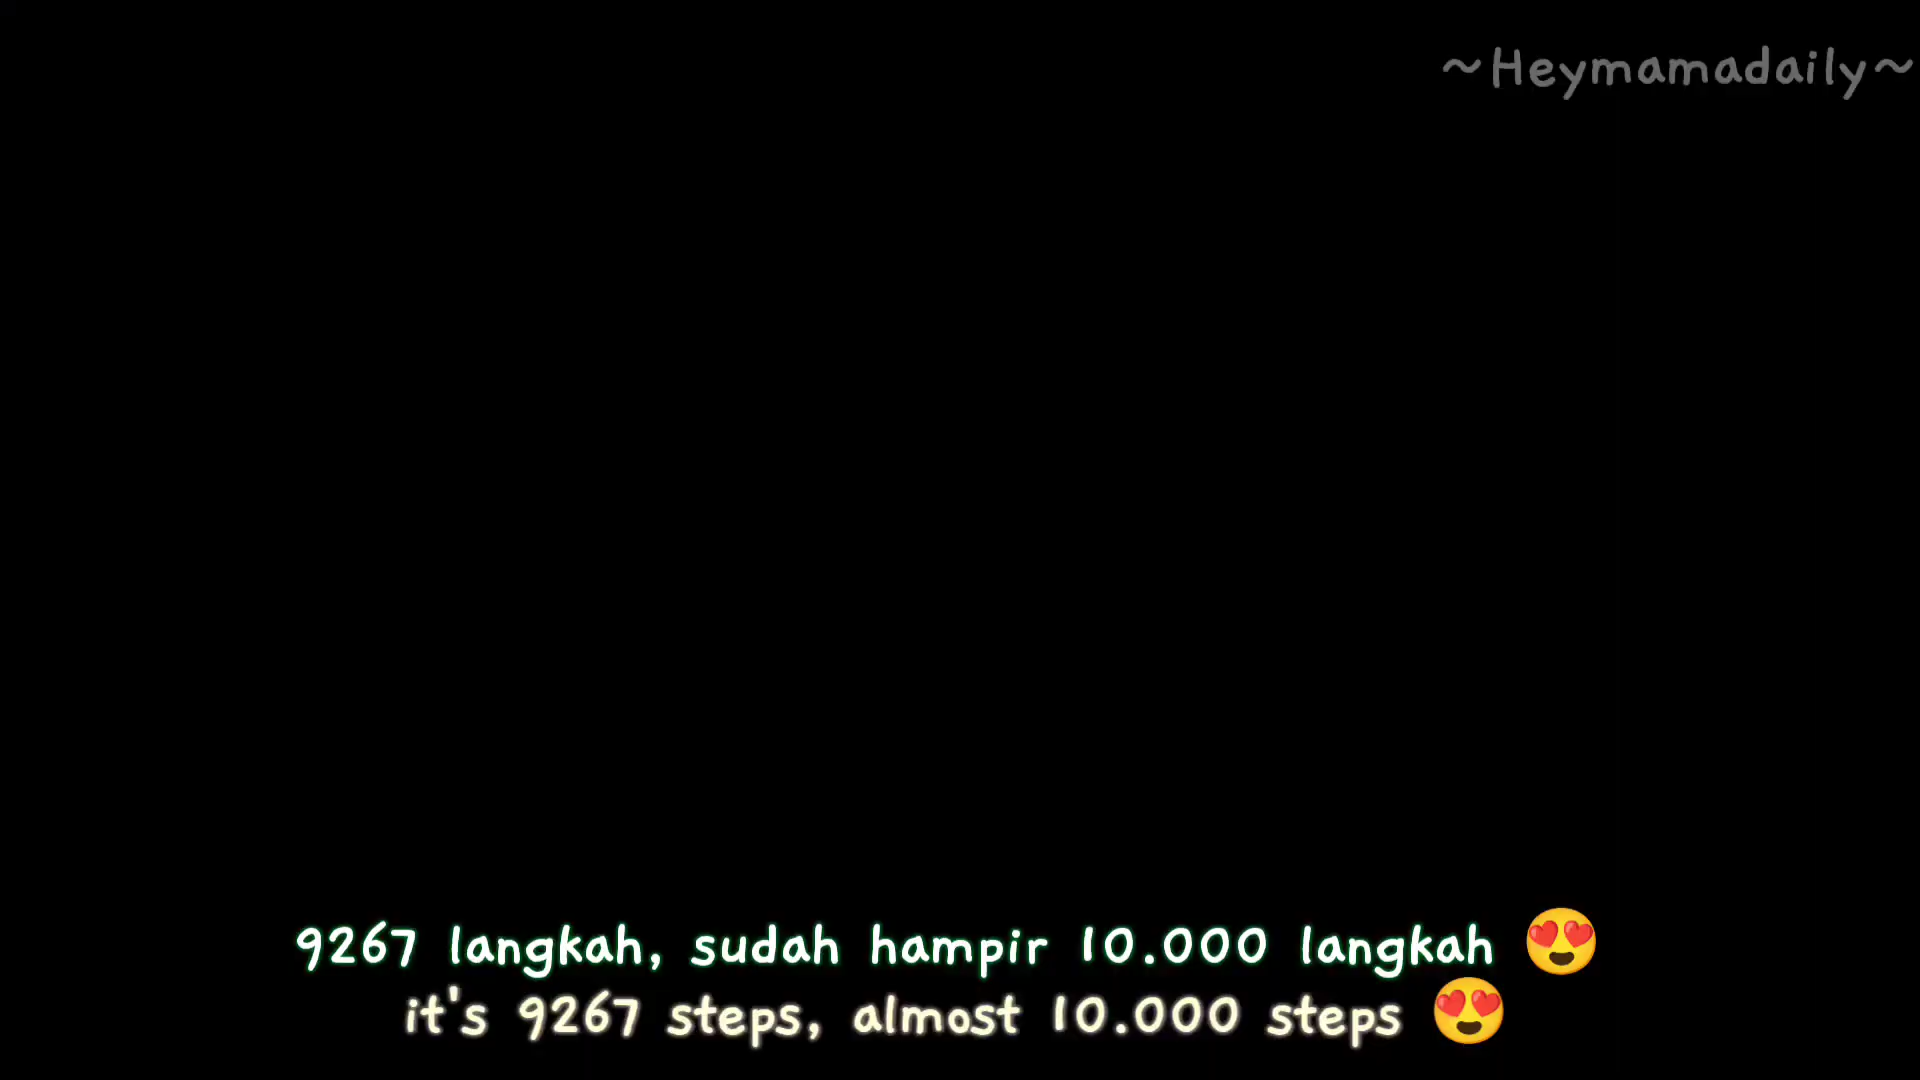 ~Heymamadaily~
9267 langkah, sudah hampir 10.000 langkah 😍
it's 9267 steps, almost 10.000 steps 😍